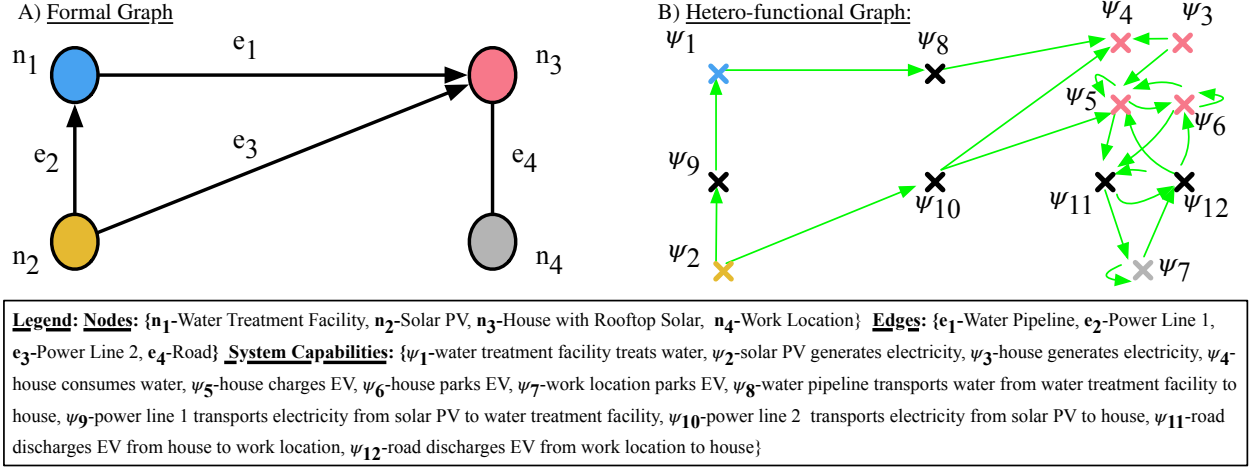 A) Formal Graph
n1
e1
n3
e2
e3
e4
n2
n4
B) Hetero-functional Graph:
ψ1
ψ8
ψ4
ψ3
ψ5
ψ6
ψ9
ψ10
ψ11
ψ12
ψ2
ψ7
Legend: Nodes: {n1-Water Treatment Facility, n2-Solar PV, n3-House with Rooftop Solar, n4-Work Location} Edges: {e1-Water Pipeline, e2-Power Line 1,
e3-Power Line 2, e4-Road} System Capabilities: {ψ1-water treatment facility treats water, ψ2-solar PV generates electricity, ψ3-house generates electricity, ψ4-
house consumes water, ψ5-house charges EV, ψ6-house parks EV, ψ7-work location parks EV, ψ8-water pipeline transports water from water treatment facility to
house, ψ9-power line 1 transports electricity from solar PV to water treatment facility, ψ10-power line 2 transports electricity from solar PV to house, ψ11-road
discharges EV from house to work location, ψ12-road discharges EV from work location to house}